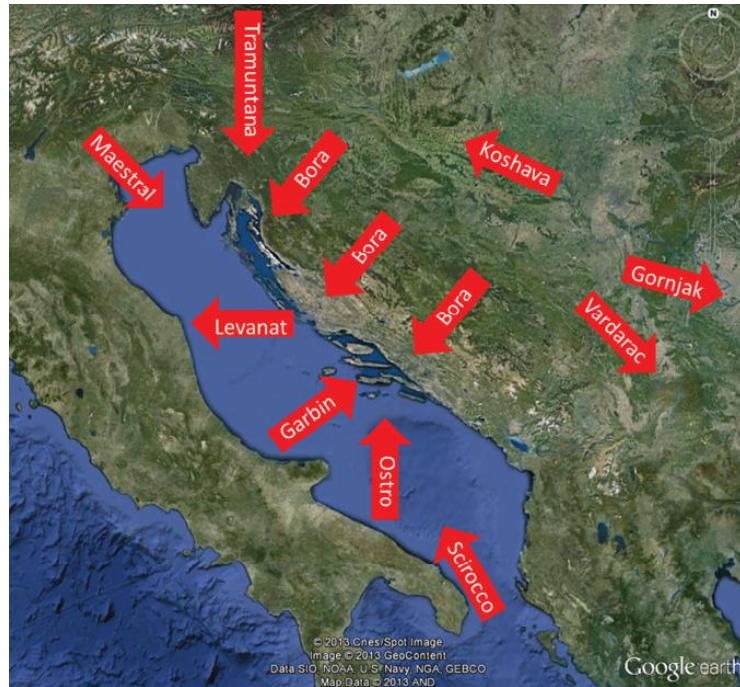 N
Tramuntana
Maestral
Bora
Koshava
Bora
Gornjak
Bora
Vardarac
Levanat
Garbin
Ostro
Scirocco
© 2013 Cnes/Spot Image
Image © 2013 GeoContent
Data SIO, NOAA, U.S. Navy, NGA, GEBCO
Map Data © 2013 AND
Google earth